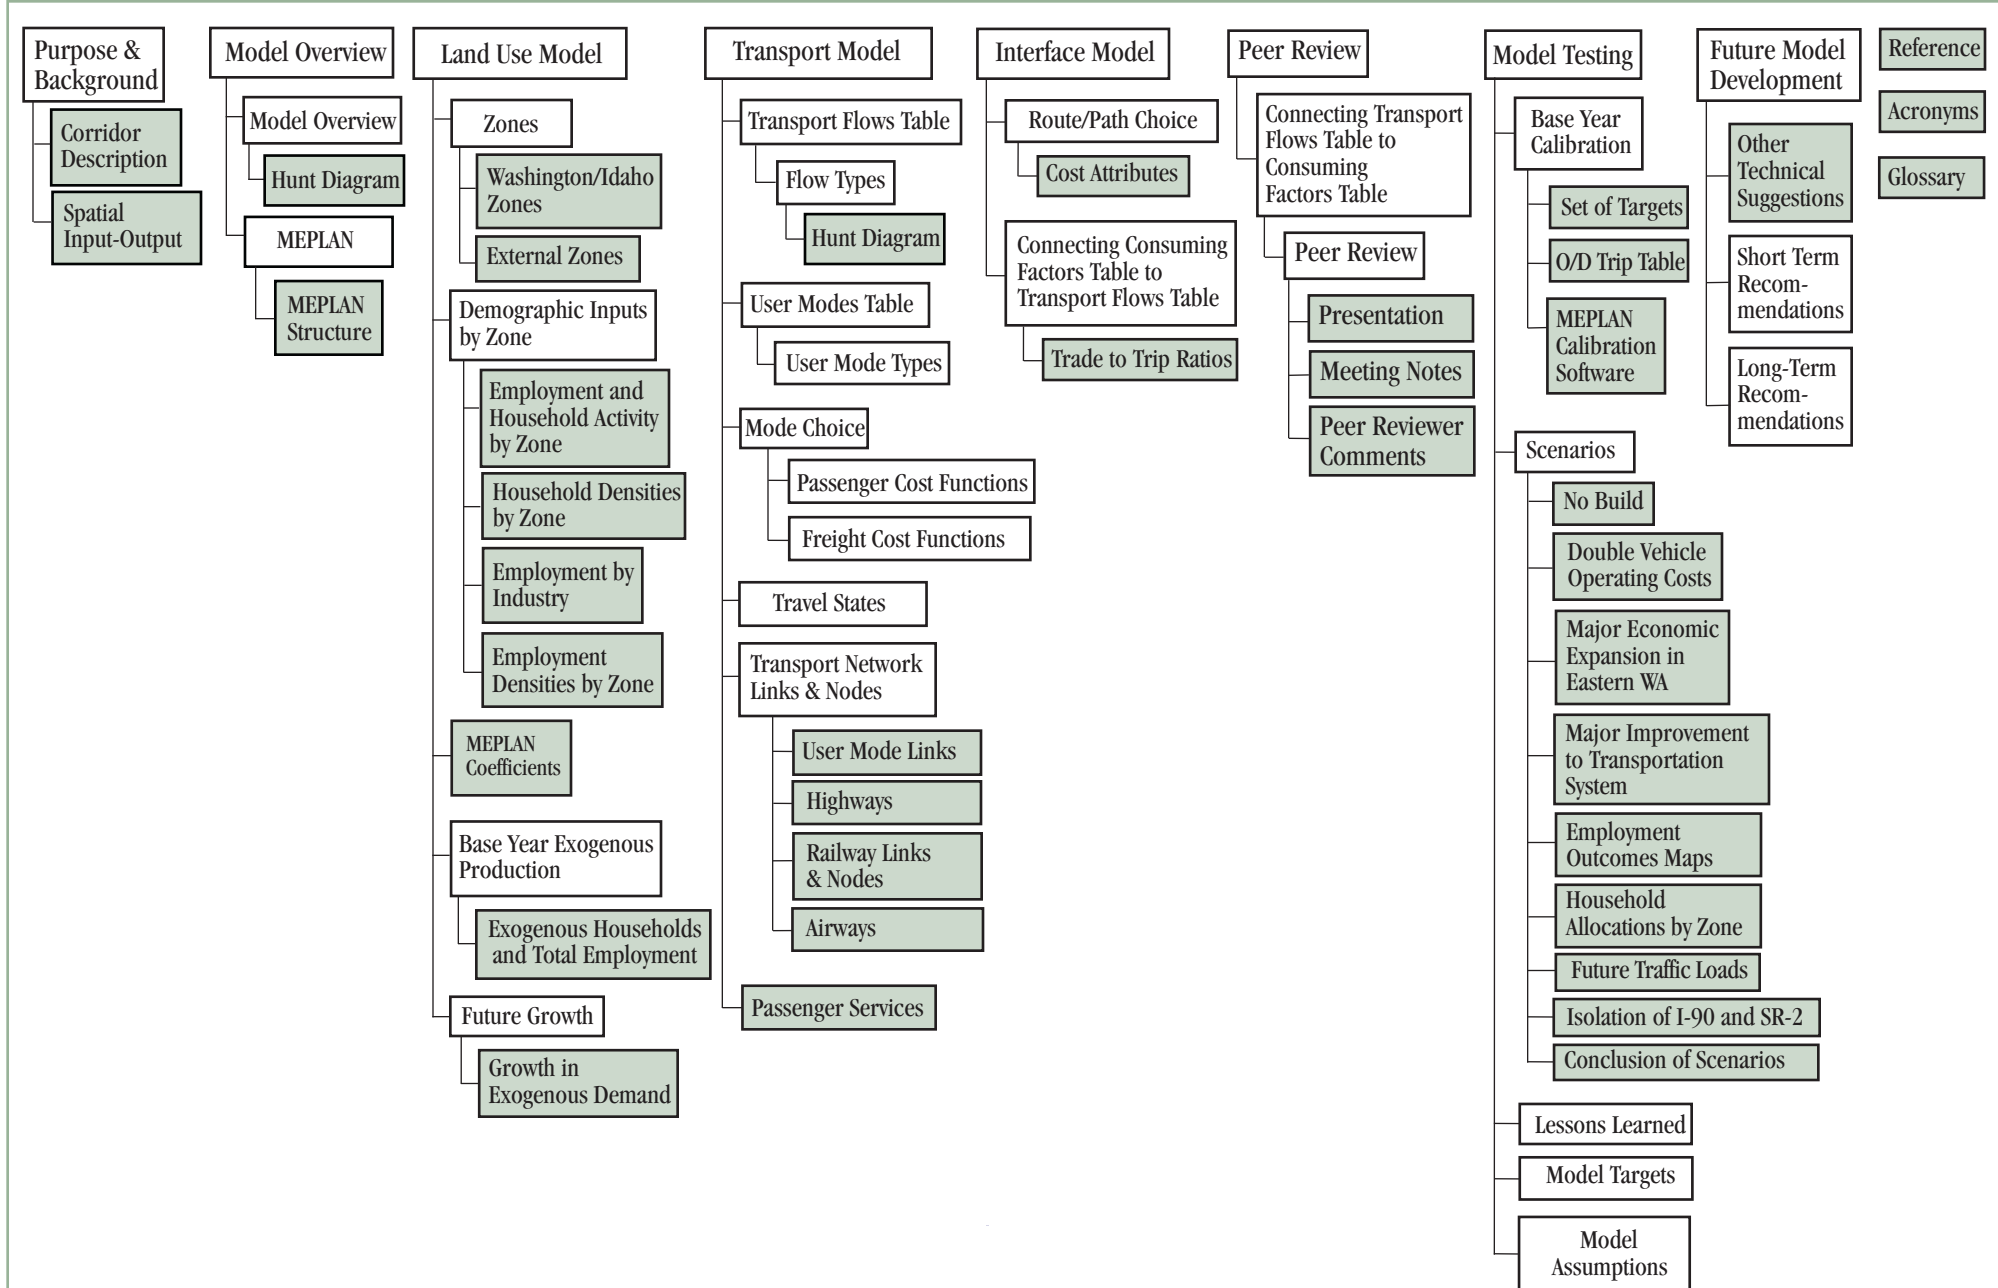 Purpose &
Background
Corridor
Description
Spatial
Input-Output
Model Overview
Model Overview
Hunt Diagram
MEPLAN
MEPLAN
Structure
Land Use Model
Zones
Washington/Idaho
Zones
External Zones
Demographic Inputs
by Zone
Employment and
Household Activity
by Zone
Household Densities
by Zone
Employment by
Industry
Employment
Densities by Zone
MEPLAN
Coefficients
Base Year Exogenous
Production
Exogenous Households
and Total Employment
Future Growth
Growth in
Exogenous Demand
Transport Model
Transport Flows Table
Flow Types
Hunt Diagram
User Modes Table
User Mode Types
Mode Choice
Passenger Cost Functions
Freight Cost Functions
Travel States
Transport Network
Links & Nodes
User Mode Links
Highways
Railway Links
& Nodes
Airways
Passenger Services
Interface Model
Route/Path Choice
Cost Attributes
Connecting Consuming
Factors Table to
Transport Flows Table
Trade to Trip Ratios
Peer Review
Connecting Transport
Flows Table to
Consuming
Factors Table
Peer Review
Presentation
Meeting Notes
Peer Reviewer
Comments
Model Testing
Base Year
Calibration
Set of Targets
O/D Trip Table
MEPLAN
Calibration
Software
Scenarios
No Build
Double Vehicle
Operating Costs
Major Economic
Expansion in
Eastern WA
Major Improvement
to Transportation
System
Employment
Outcomes Maps
Household
Allocations by Zone
Future Traffic Loads
Isolation of I-90 and SR-2
Conclusion of Scenarios
Lessons Learned
Model Targets
Model
Assumptions
Future Model
Development
Other
Technical
Suggestions
Short Term
Recom-
mendations
Long-Term
Recom-
mendations
Reference
Acronyms
Glossary